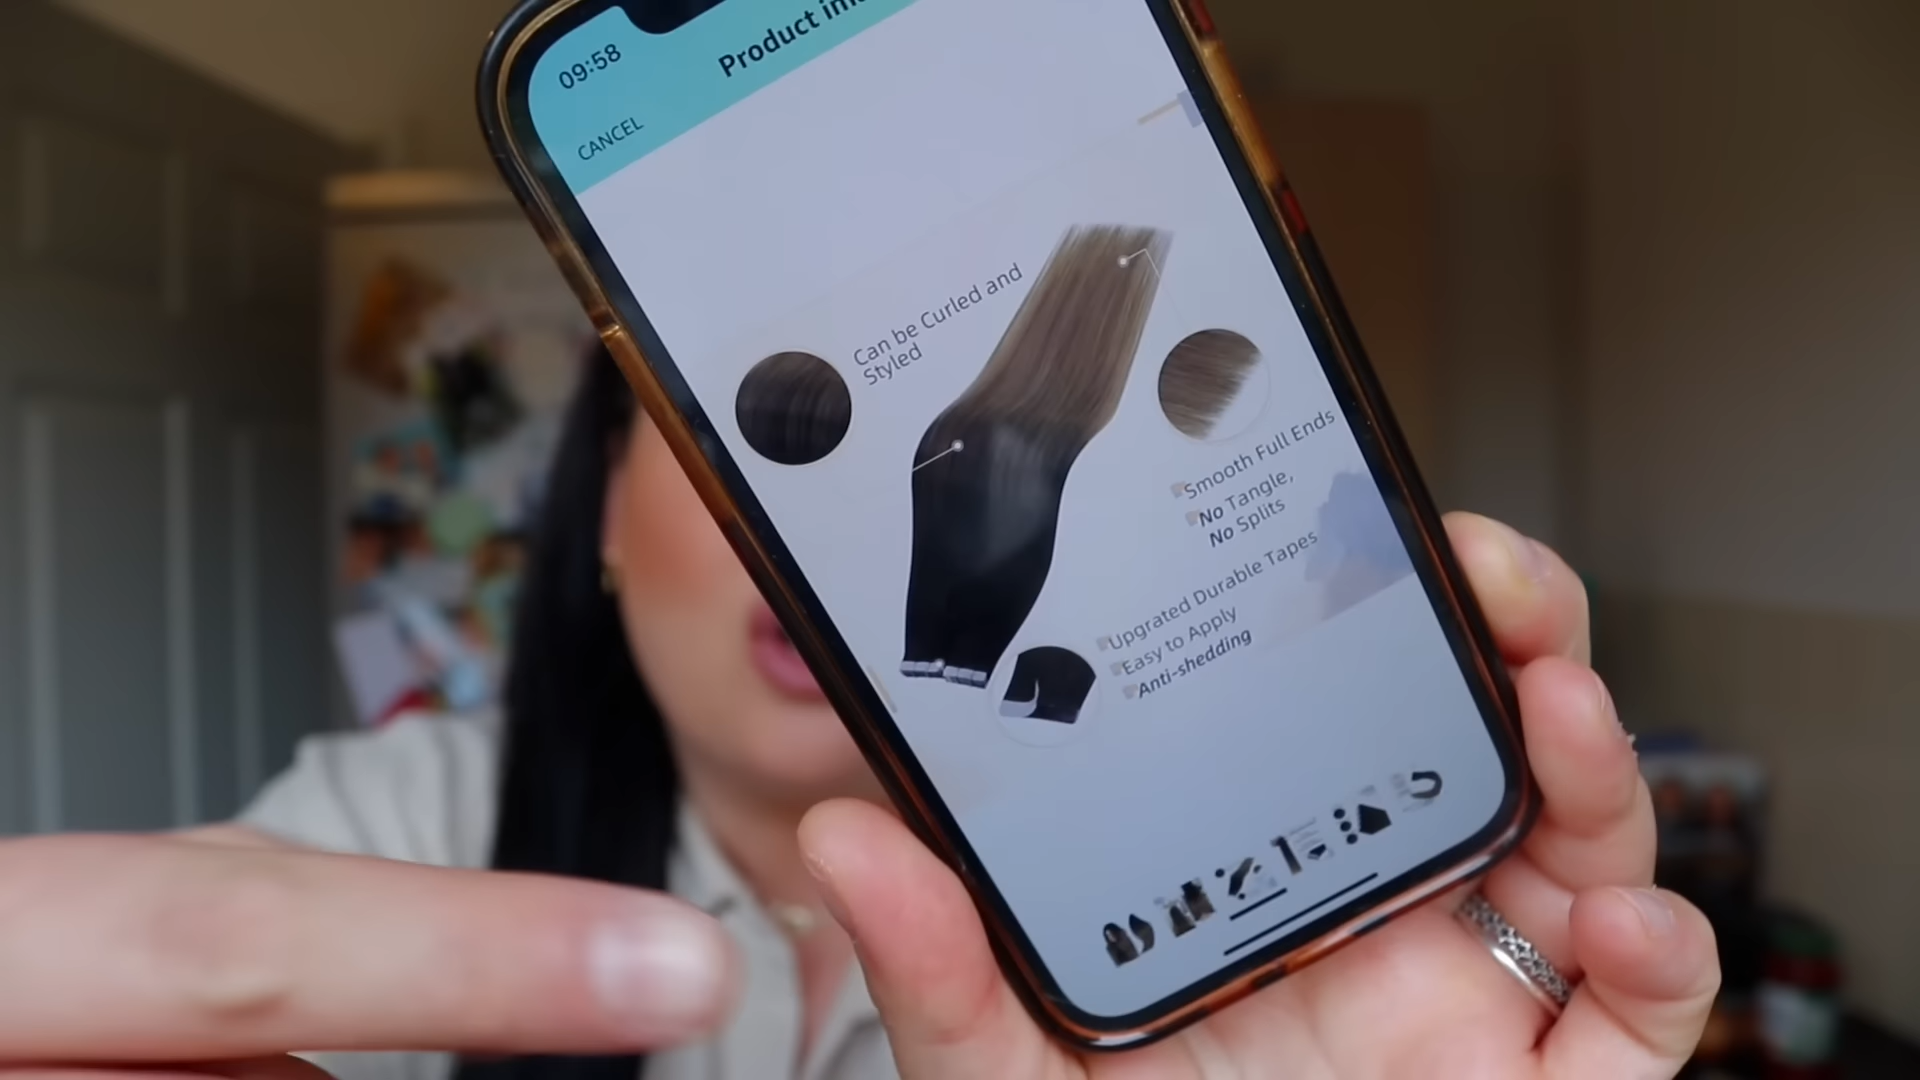 09:58
Product
CANCEL
Can be Curled and
Styled
Smooth Full Ends
No Tangle,
No Splits
Upgrated Durable Tapes
Easy to Apply
Anti-shedding